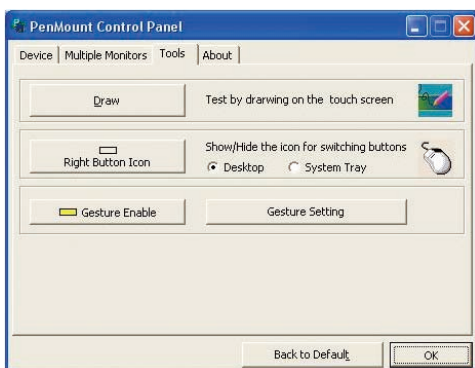 PenMount Control Panel
Device Multiple Monitors Tools About
Draw Test by drarwing on the touch screen
Show/Hide the icon for switching buttons
Right Button Icon Desktop System Tray
Gesture Enable Gesture Setting
Back to Default OK